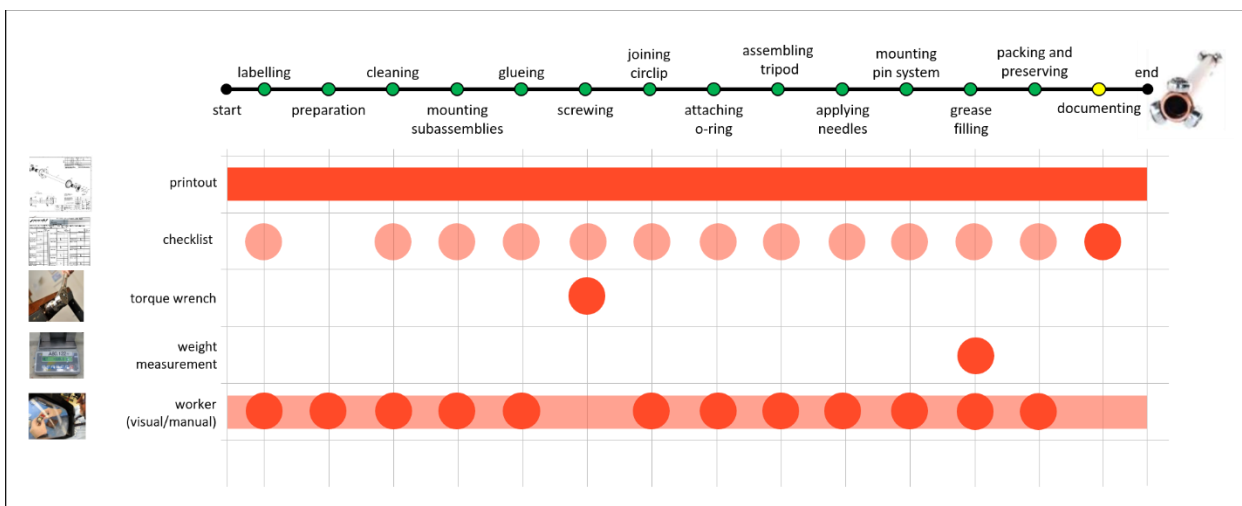 joining
circlip
assembling
tripod
mounting
pin system
packing and
preserving
labelling
cleaning
glueing
end
start
preparation
mounting
subassemblies
screwing
attaching
o-ring
applying
needles
grease
filling
documenting
printout
checklist
torque wrench
weight
measurement
worker
(visual/manual)